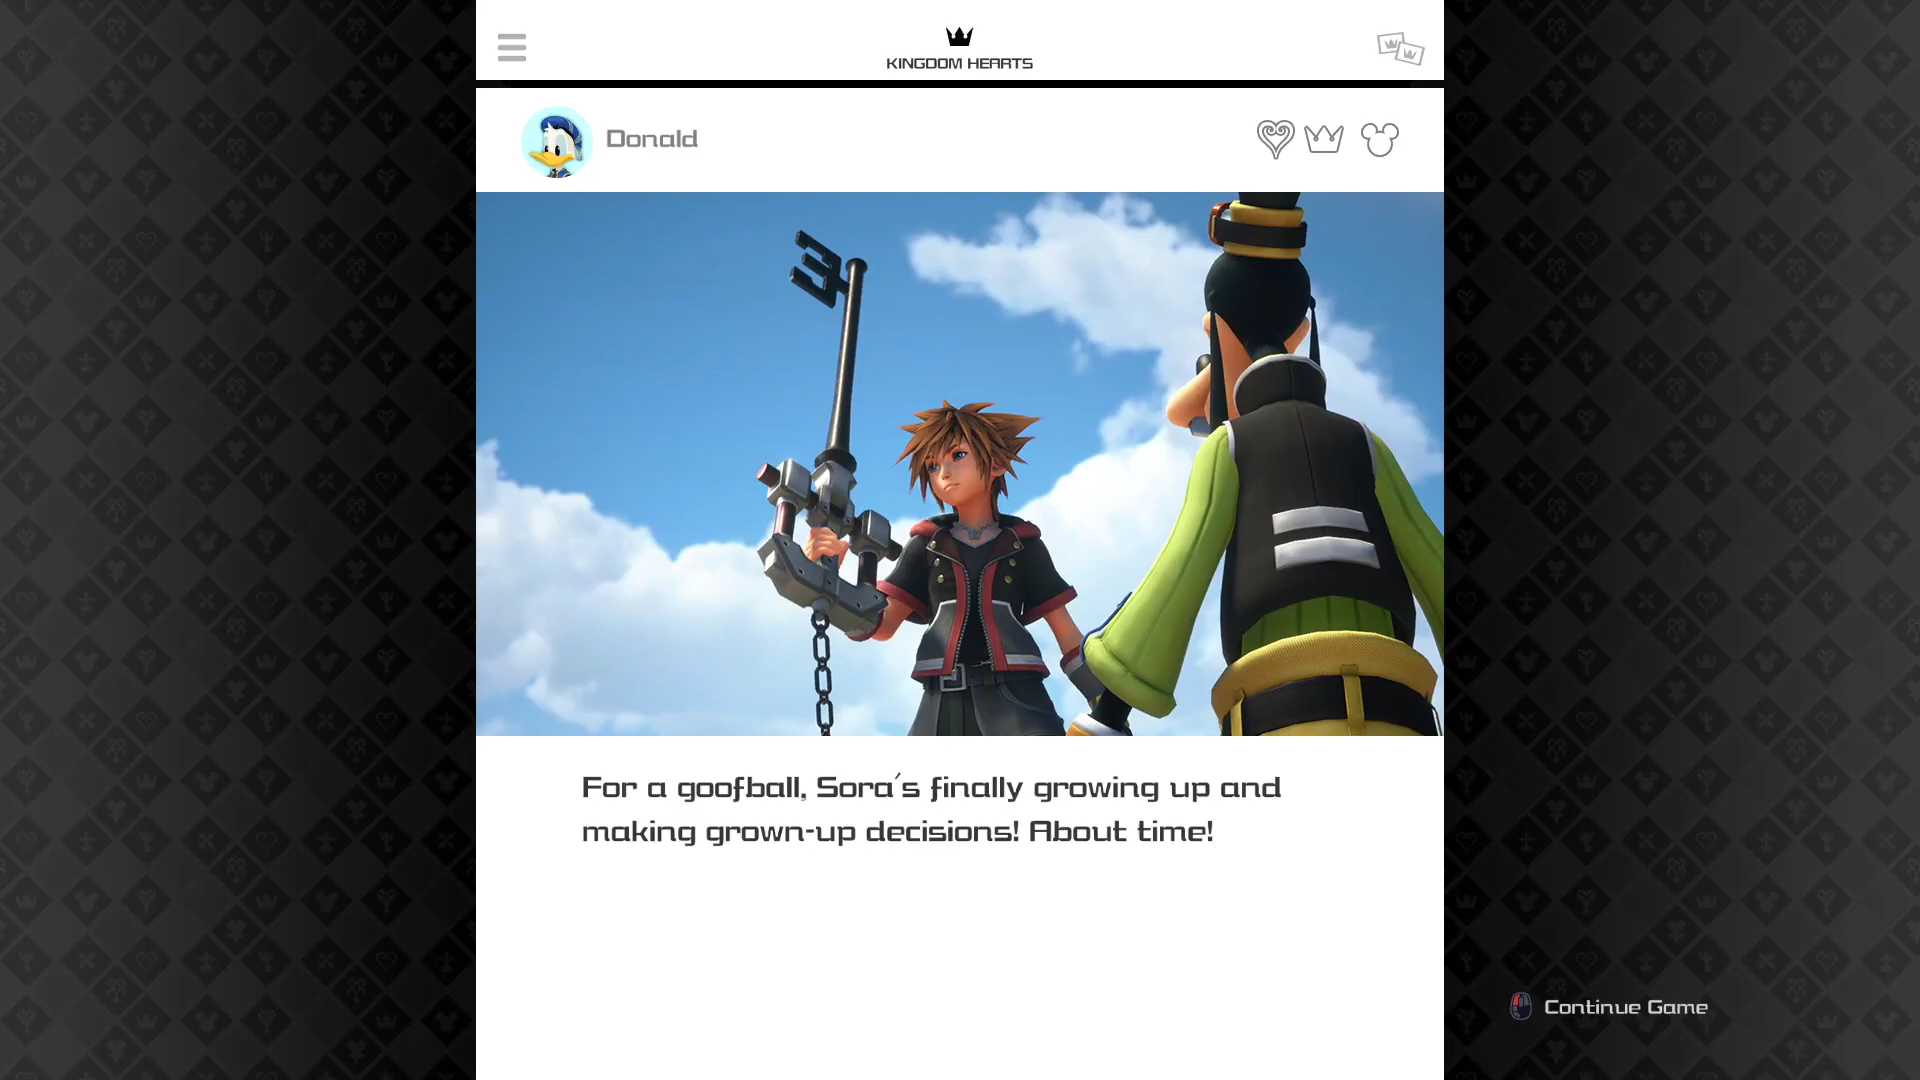 KINGDOM HEARTS
Donald
For a goofball, Sora's finally growing up and
making grown-up decisions! About time!
Continue Game